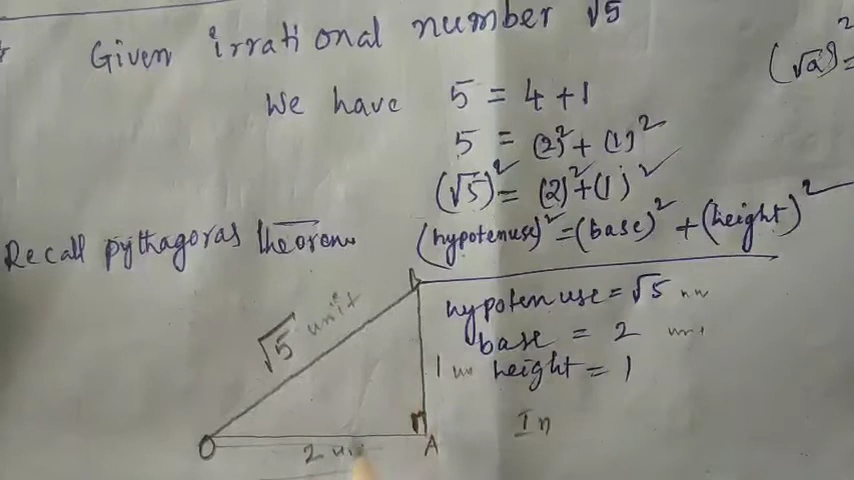 Given irrational number √5
(√a)² =
We have 5 = 4 + 1
5 = (2)² + (1)²
(√5)² = (2)² + (1)²
Recall pythagoras theorem (hypotenuse)² = (base)² + (height)²
√5 unit
hypotenuse = √5
base = 2
1 height = 1
In
O 2 A